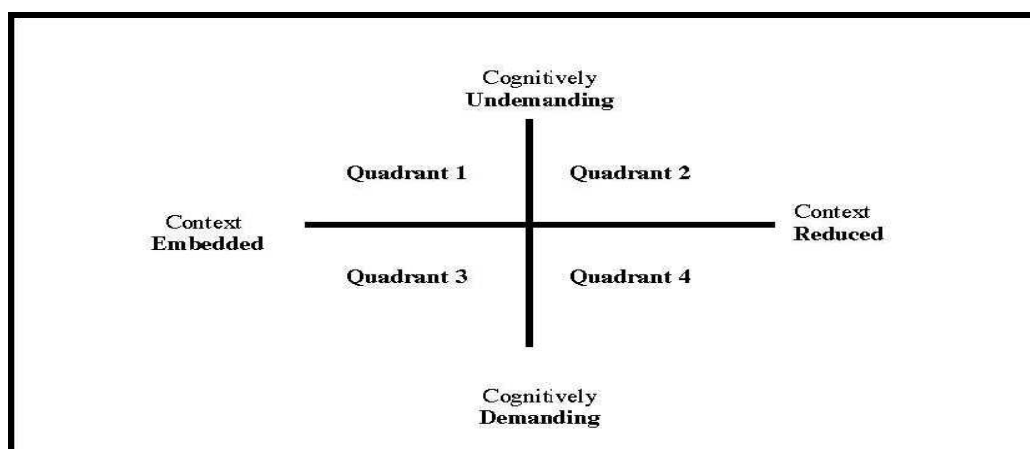 Cognitively
Undemanding
Quadrant 1
Quadrant 2
Context
Embedded
Context
Reduced
Quadrant 3
Quadrant 4
Cognitively
Demanding